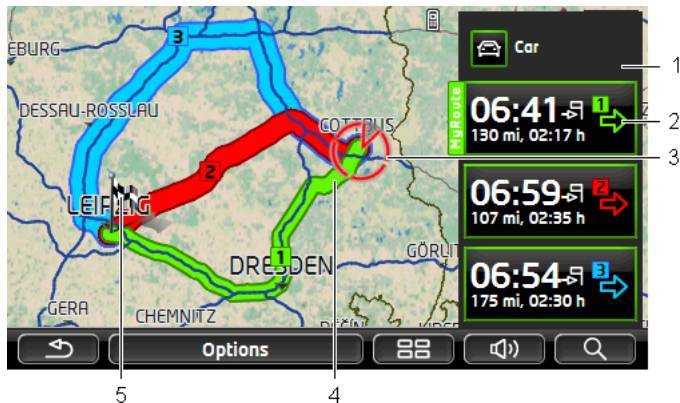 3
EBURG
DESSAU-ROSSLAU
COTTBUS
2
LEIPZIG
1
DRESDEN
GÖRLIT
GERA
CHEMNITZ
DĚČÍN
Car
MyRoute
06:41
1
130 mi, 02:17 h
06:59
2
107 mi, 02:35 h
06:54
3
175 mi, 02:30 h
Options
1
2
3
4
5